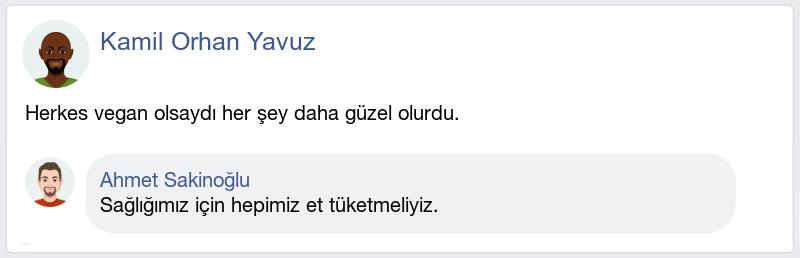 Kamil Orhan Yavuz
Herkes vegan olsaydı her şey daha güzel olurdu.
Ahmet Sakinoğlu
Sağlığımız için hepimiz et tüketmeliyiz.